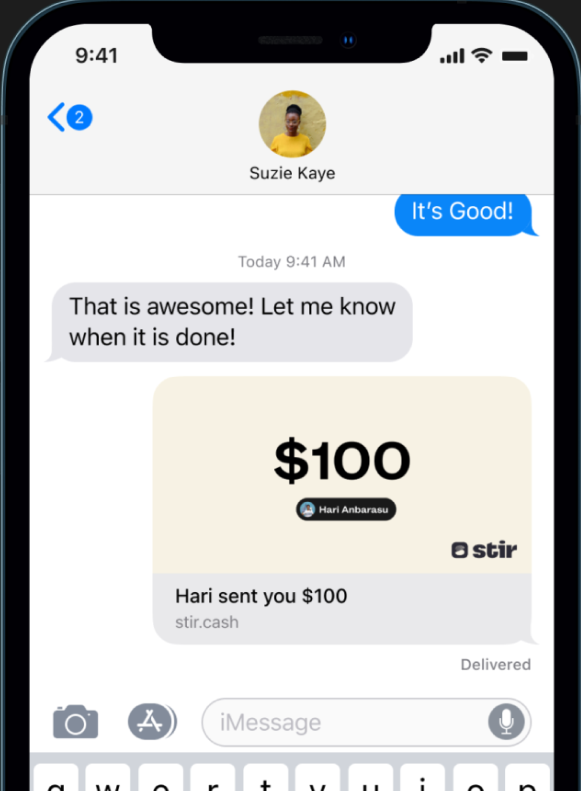 9:41
2
Suzie Kaye
It's Good!
Today 9:41 AM
That is awesome! Let me know
when it is done!
$100
Hari Anbarasu
stir
Hari sent you $100
stir.cash
Delivered
iMessage
q w e r t y u i o p